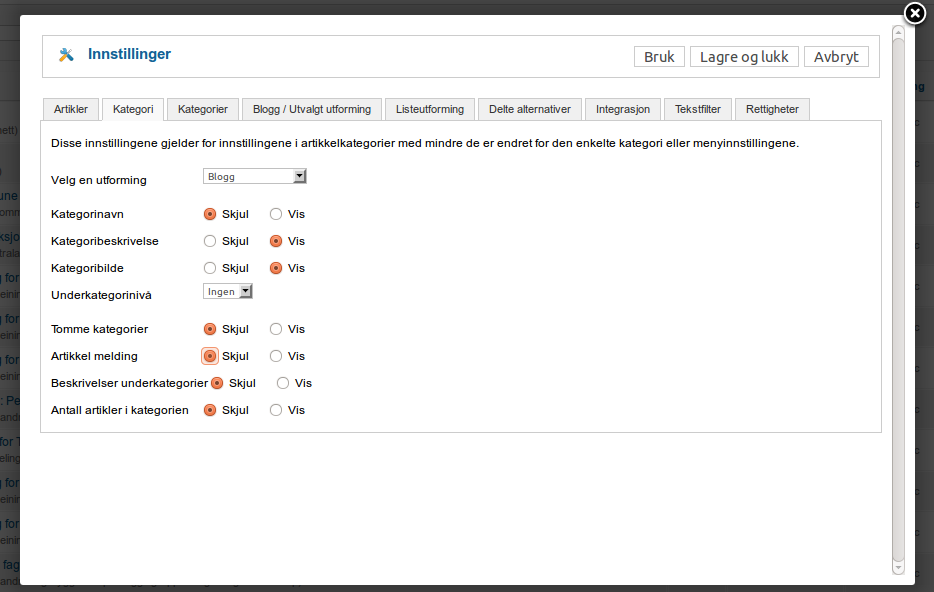 Innstillinger
Bruk
Lagre og lukk
Avbryt
Artikler
Kategori
Kategorier
Blogg / Utvalgt utforming
Listeutforming
Delte alternativer
Integrasjon
Tekstfilter
Rettigheter
Disse innstillingene gjelder for innstillingene i artikkelkategorier med mindre de er endret for den enkelte kategori eller menyinnstillingene.
Velg en utforming Blogg
Kategorinavn Skjul Vis
Kategoribeskrivelse Skjul Vis
Kategoribilde Skjul Vis
Underkategorinivå Ingen
Tomme kategorier Skjul Vis
Artikkel melding Skjul Vis
Beskrivelser underkategorier Skjul Vis
Antall artikler i kategorien Skjul Vis